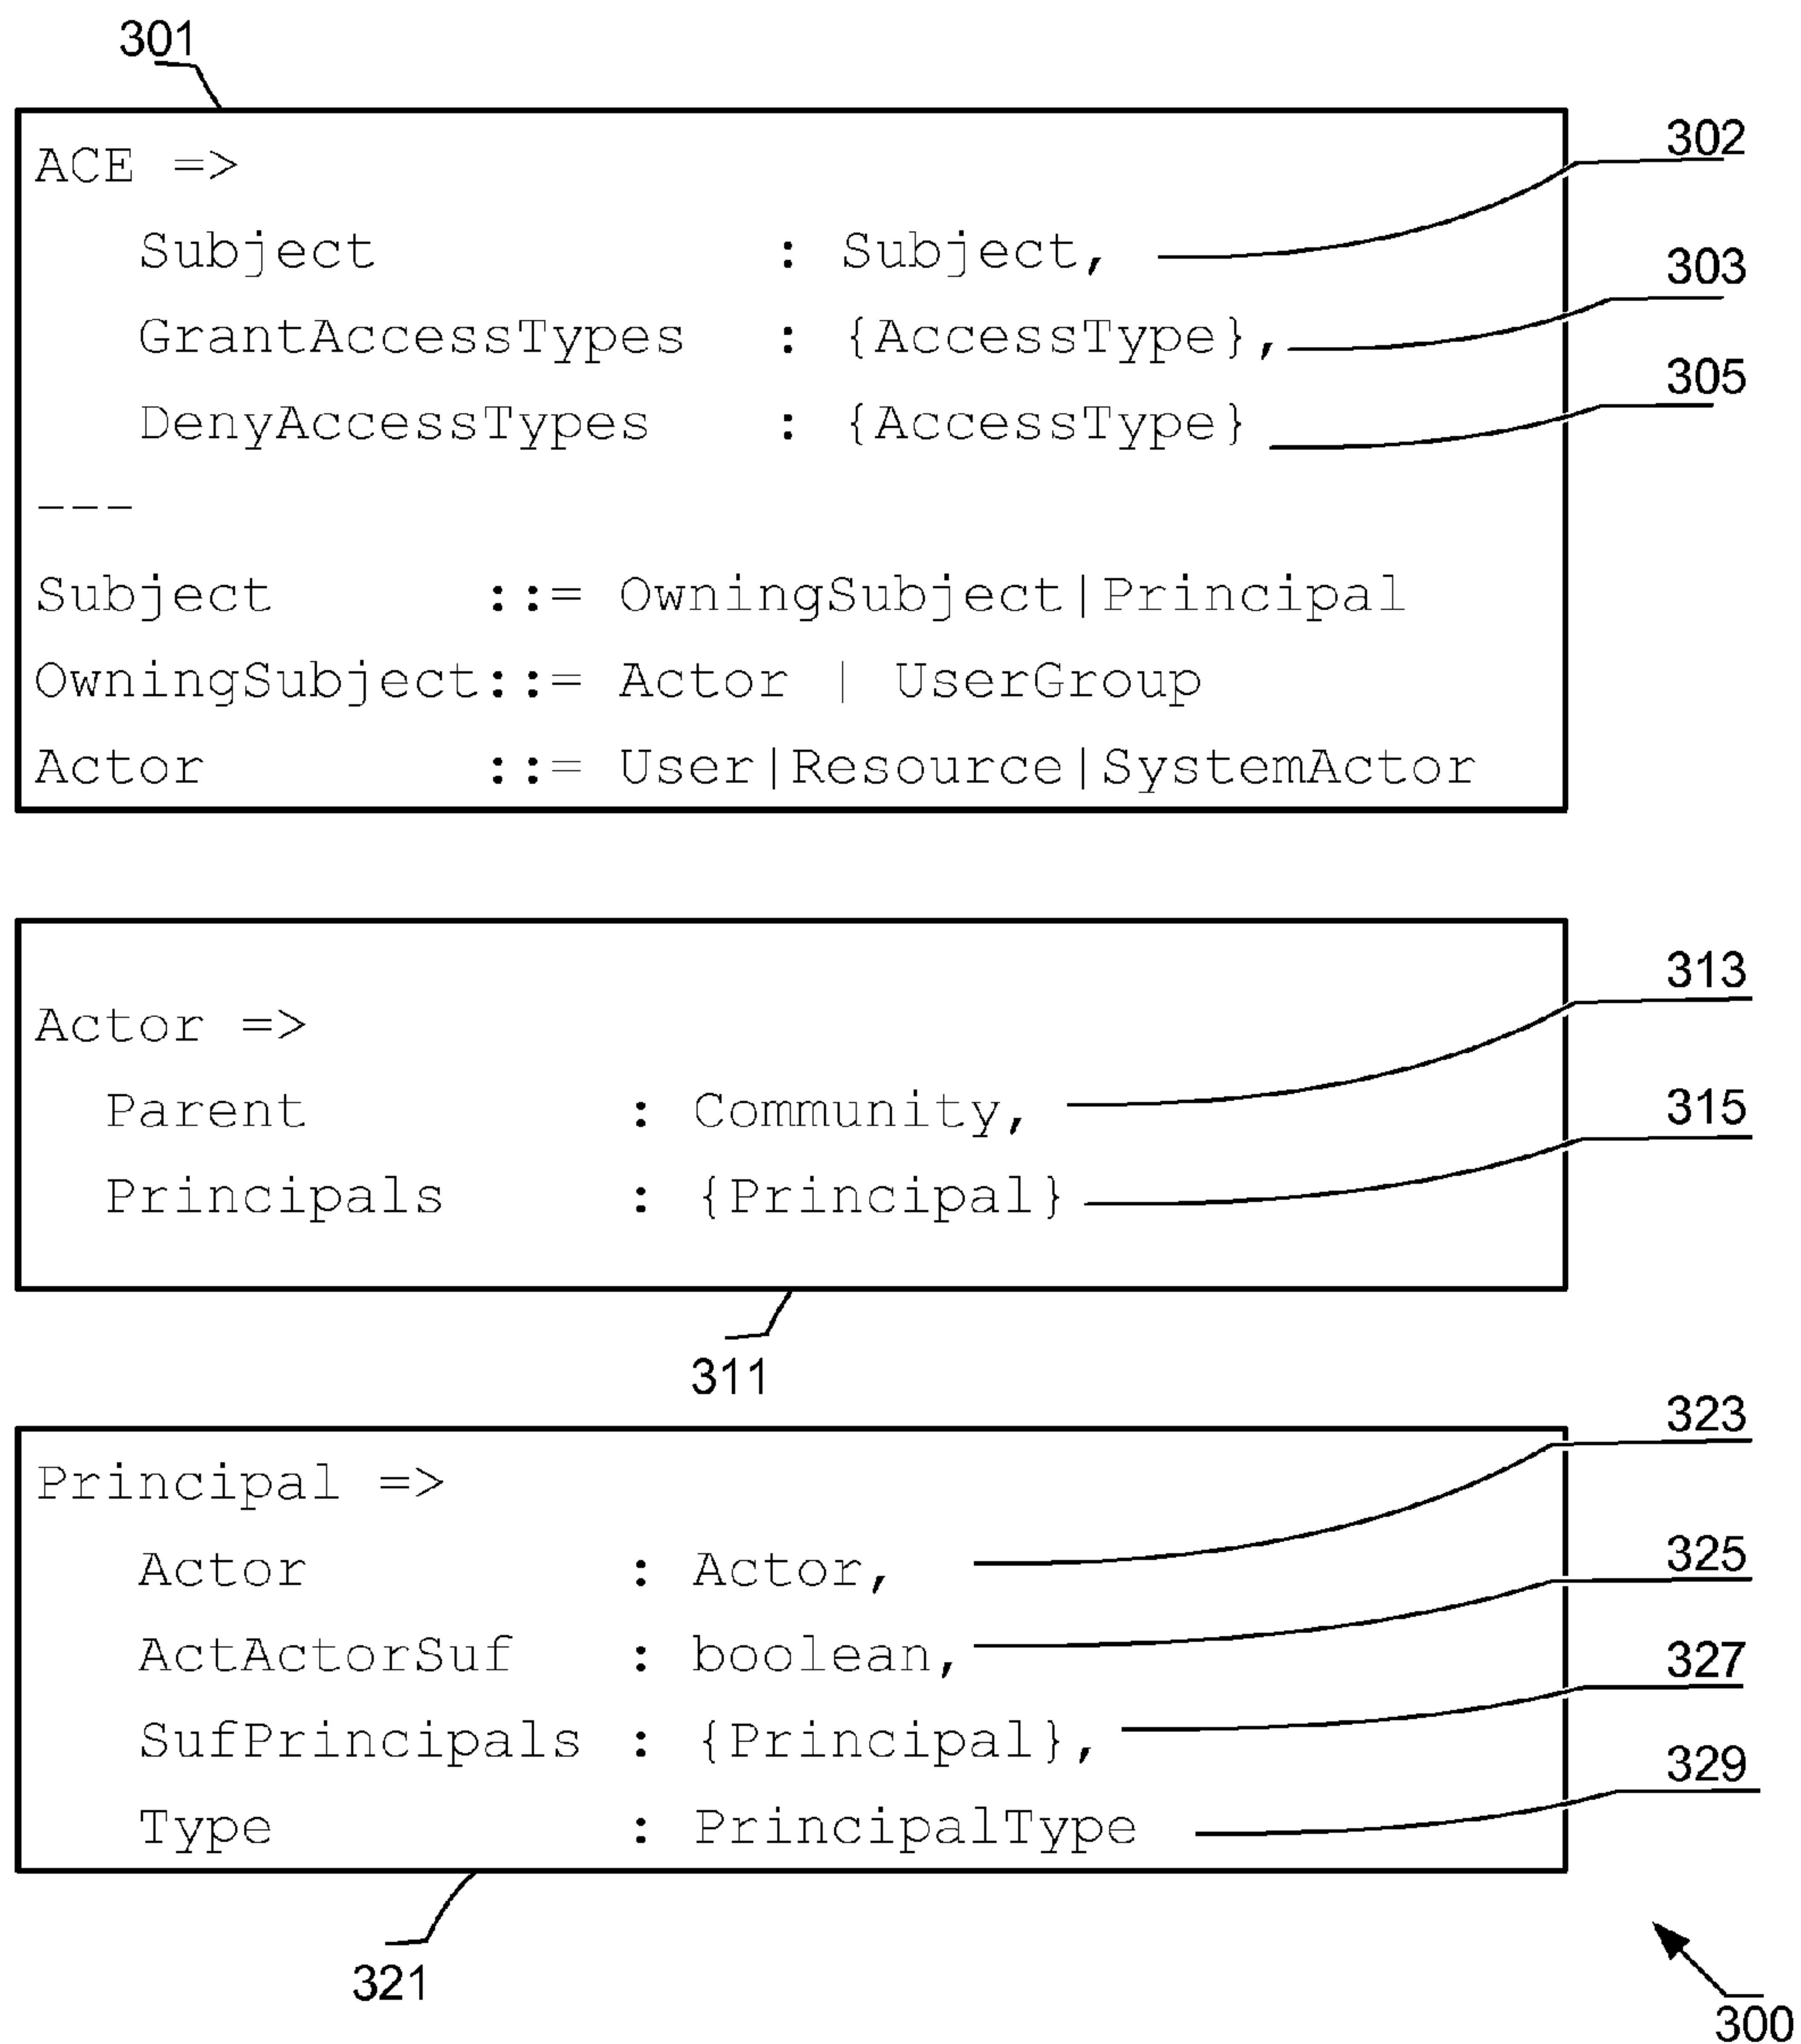 301
ACE =>
Subject : Subject, 302
GrantAccessTypes : {AccessType}, 303
DenyAccessTypes : {AccessType} 305
---
Subject ::= OwningSubject|Principal
OwningSubject::= Actor | UserGroup
Actor ::= User|Resource|SystemActor
Actor =>
Parent : Community, 313
Principals : {Principal} 315
311
Principal =>
Actor : Actor, 323
ActActorSuf : boolean, 325
SufPrincipals : {Principal}, 327
Type : PrincipalType 329
321
300